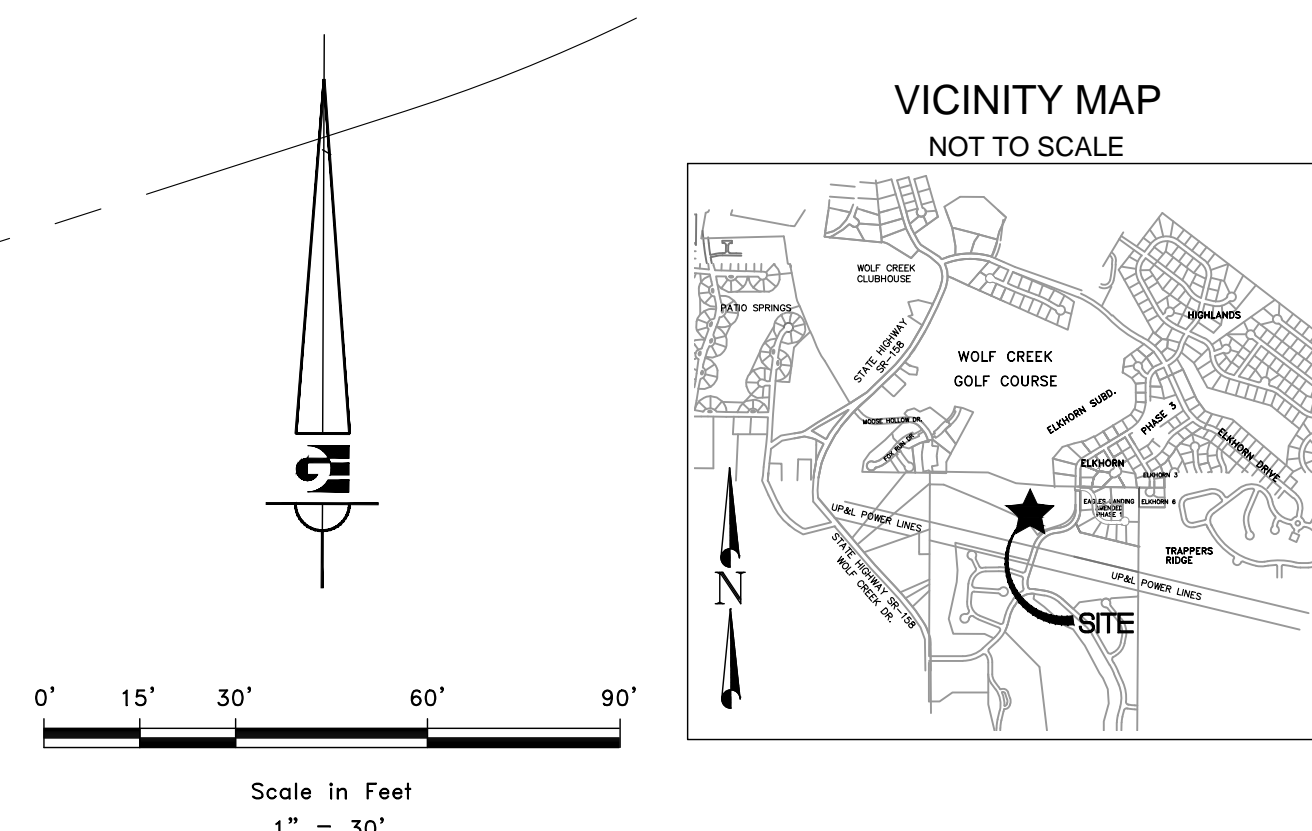 GE
0' 15' 30' 60' 90'
Scale in Feet
1" = 30'
VICINITY MAP
NOT TO SCALE
WOLF CREEK
CLUBHOUSE
PATIO SPRINGS
HIGHLANDS
STATE HIGHWAY
SR-158
WOLF CREEK
GOLF COURSE
ELKHORN SUBD.
PHASE 3
MOOSE HOLLOW DR.
FOX RUN DR.
ELKHORN DRIVE
ELKHORN
ELKHORN 3
EAGLES LANDING
AMENDED
PHASE 1
ELKHORN 6
UP&L POWER LINES
STATE HIGHWAY SR-158
WOLF CREEK DR.
TRAPPERS
RIDGE
UP&L POWER LINES
N
SITE